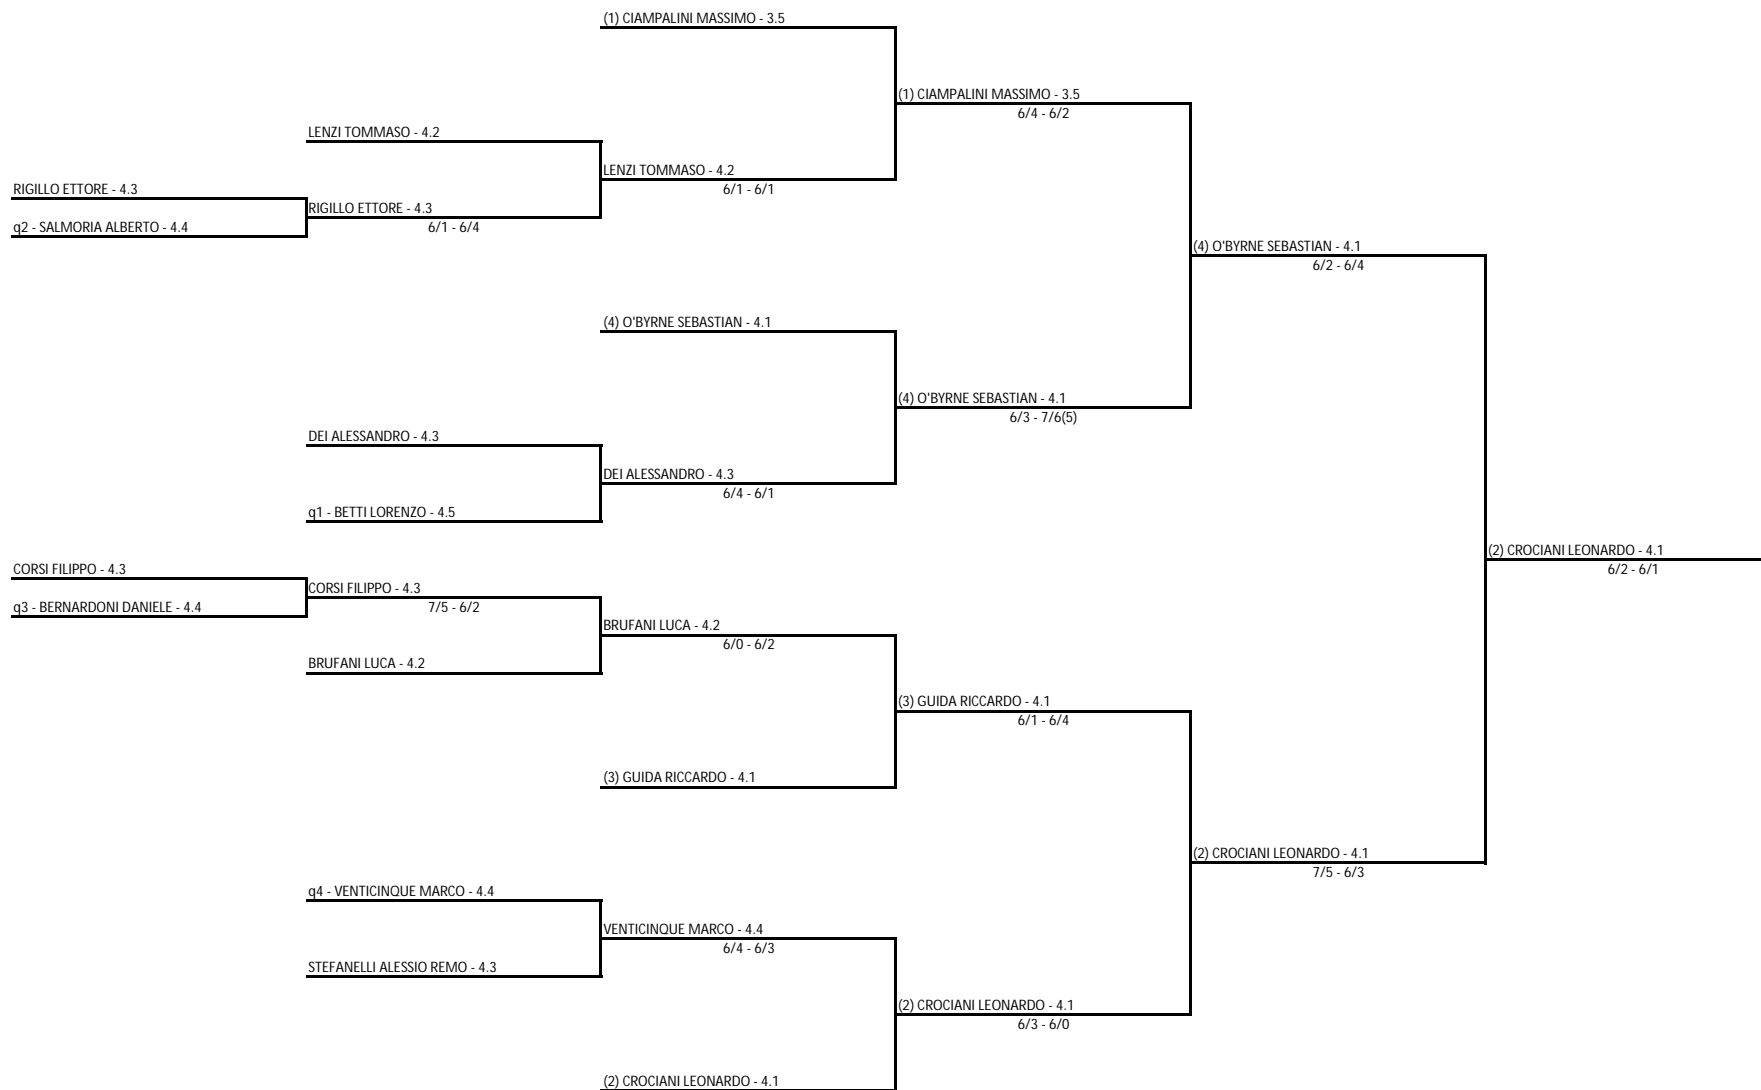 (1) CIAMPALINI MASSIMO - 3.5
(1) CIAMPALINI MASSIMO - 3.5
6/4 - 6/2
LENZI TOMMASO - 4.2
LENZI TOMMASO - 4.2
6/1 - 6/1
RIGILLO ETTORE - 4.3
RIGILLO ETTORE - 4.3
6/1 - 6/4
q2 - SALMORIA ALBERTO - 4.4
(4) O'BYRNE SEBASTIAN - 4.1
6/2 - 6/4
(4) O'BYRNE SEBASTIAN - 4.1
(4) O'BYRNE SEBASTIAN - 4.1
6/3 - 7/6(5)
DEI ALESSANDRO - 4.3
DEI ALESSANDRO - 4.3
6/4 - 6/1
q1 - BETTI LORENZO - 4.5
(2) CROCIANI LEONARDO - 4.1
6/2 - 6/1
CORSI FILIPPO - 4.3
CORSI FILIPPO - 4.3
7/5 - 6/2
q3 - BERNARDONI DANIELE - 4.4
BRUFANI LUCA - 4.2
6/0 - 6/2
BRUFANI LUCA - 4.2
(3) GUIDA RICCARDO - 4.1
6/1 - 6/4
(3) GUIDA RICCARDO - 4.1
(2) CROCIANI LEONARDO - 4.1
7/5 - 6/3
q4 - VENTICINQUE MARCO - 4.4
VENTICINQUE MARCO - 4.4
6/4 - 6/3
STEFANELLI ALESSIO REMO - 4.3
(2) CROCIANI LEONARDO - 4.1
6/3 - 6/0
(2) CROCIANI LEONARDO - 4.1